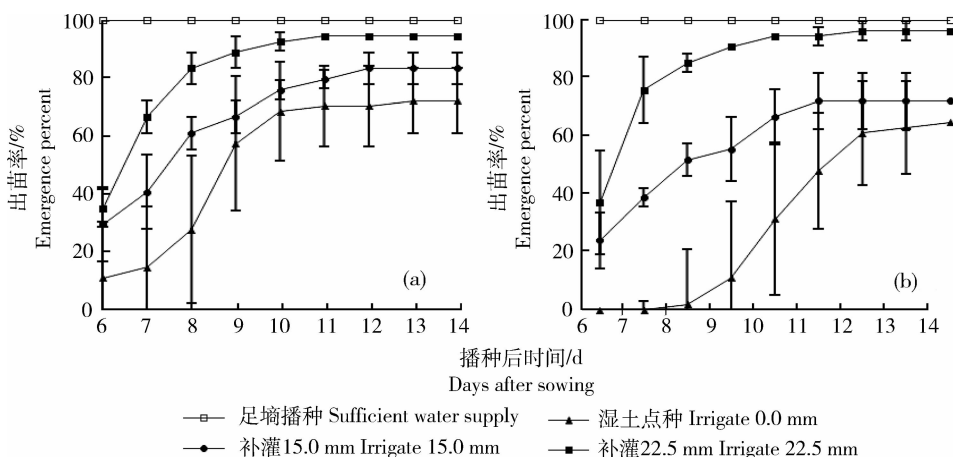 100
80
60
40
20
0
出苗率/%
Emergence percent
(a)
6 7 8 9 10 11 12 13 14
100
80
60
40
20
0
出苗率/%
Emergence percent
(b)
6 7 8 9 10 11 12 13 14
播种后时间/d
Days after sowing
足墒播种 Sufficient water supply
湿土点种 Irrigate 0.0 mm
补灌15.0 mm Irrigate 15.0 mm
补灌22.5 mm Irrigate 22.5 mm